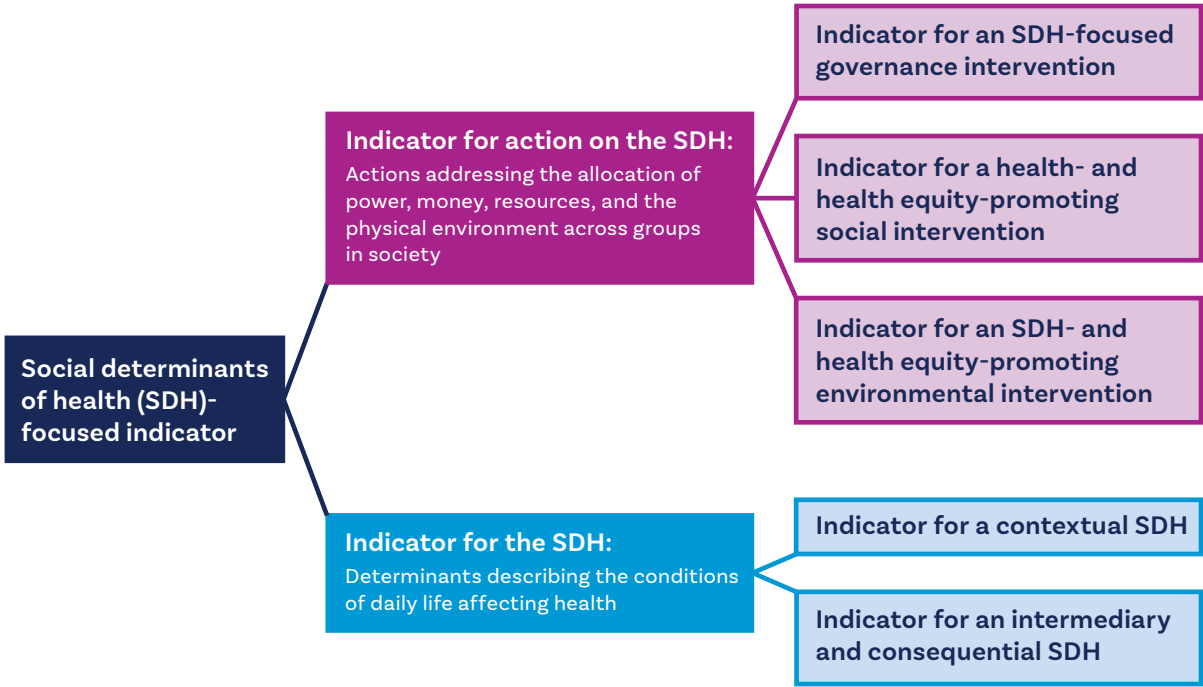 Social determinants
of health (SDH)-
focused indicator
Indicator for action on the SDH:
Actions addressing the allocation of
power, money, resources, and the
physical environment across groups
in society
Indicator for an SDH-focused
governance intervention
Indicator for a health- and
health equity-promoting
social intervention
Indicator for an SDH- and
health equity-promoting
environmental intervention
Indicator for the SDH:
Determinants describing the conditions
of daily life affecting health
Indicator for a contextual SDH
Indicator for an intermediary
and consequential SDH